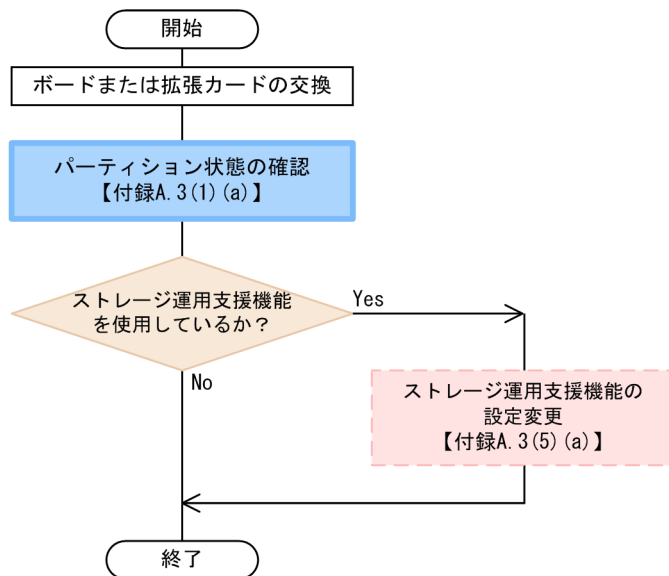 開始
ボードまたは拡張カードの交換
パーティション状態の確認
【付録A.3(1)(a)】
ストレージ運用支援機能
を使用しているか？
Yes
No
ストレージ運用支援機能の
設定変更
【付録A.3(5)(a)】
終了